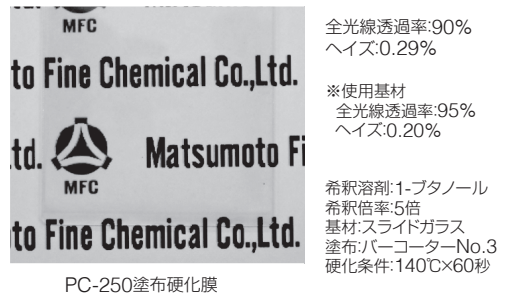 MFC
to Fine Chemical Co.,Ltd.
td. Matsumoto Fi
MFC
to Fine Chemical Co.,Ltd.
PC-250塗布硬化膜
全光線透過率:90%
ヘイズ:0.29%
※使用基材
全光線透過率:95%
ヘイズ:0.20%
希釈溶剤:1-ブタノール
希釈倍率:5倍
基材:スライドガラス
塗布:バーコーターNo.3
硬化条件:140℃×60秒